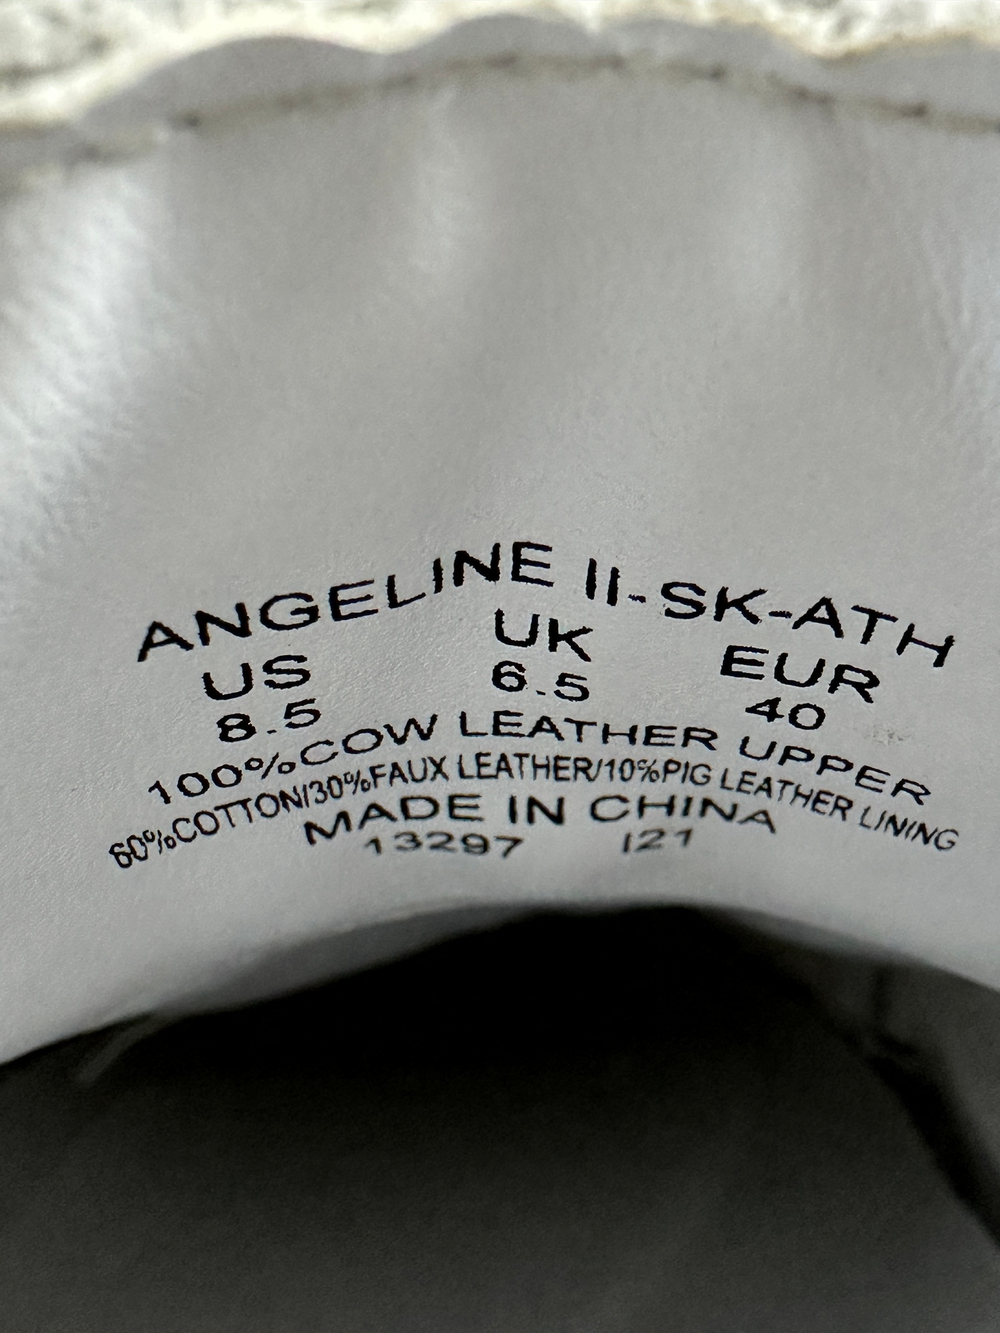 ANGELINE II-SK-ATH
US UK EUR
8.5 6.5 40
100%COW LEATHER UPPER
60%COTTON/30%FAUX LEATHER/10%PIG LEATHER LINING
MADE IN CHINA
13297 I21